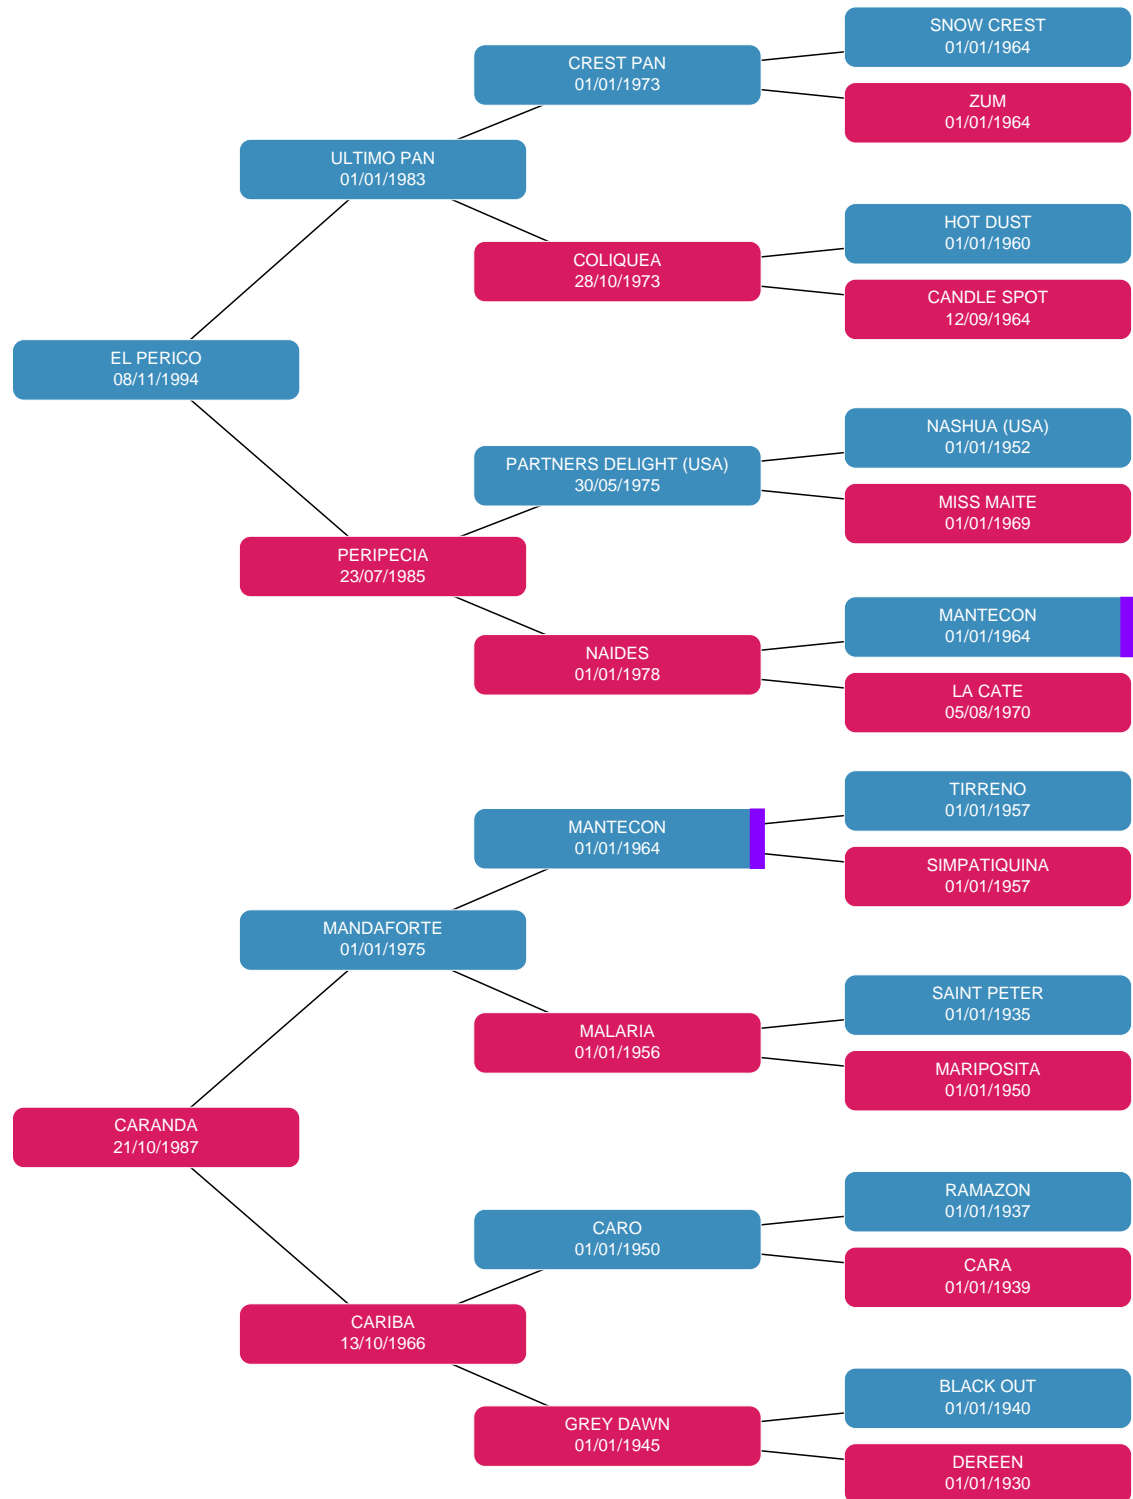 SNOW CREST
01/01/1964
CREST PAN
01/01/1973
ZUM
01/01/1964
ULTIMO PAN
01/01/1983
HOT DUST
01/01/1960
COLIQUEA
28/10/1973
CANDLE SPOT
12/09/1964
EL PERICO
08/11/1994
NASHUA (USA)
01/01/1952
PARTNERS DELIGHT (USA)
30/05/1975
MISS MAITE
01/01/1969
PERIPECIA
23/07/1985
MANTECON
01/01/1964
NAIDES
01/01/1978
LA CATE
05/08/1970
TIRRENO
01/01/1957
MANTECON
01/01/1964
SIMPATIQUINA
01/01/1957
MANDAFORTE
01/01/1975
SAINT PETER
01/01/1935
MALARIA
01/01/1956
MARIPOSITA
01/01/1950
CARANDA
21/10/1987
RAMAZON
01/01/1937
CARO
01/01/1950
CARA
01/01/1939
CARIBA
13/10/1966
BLACK OUT
01/01/1940
GREY DAWN
01/01/1945
DEREEN
01/01/1930